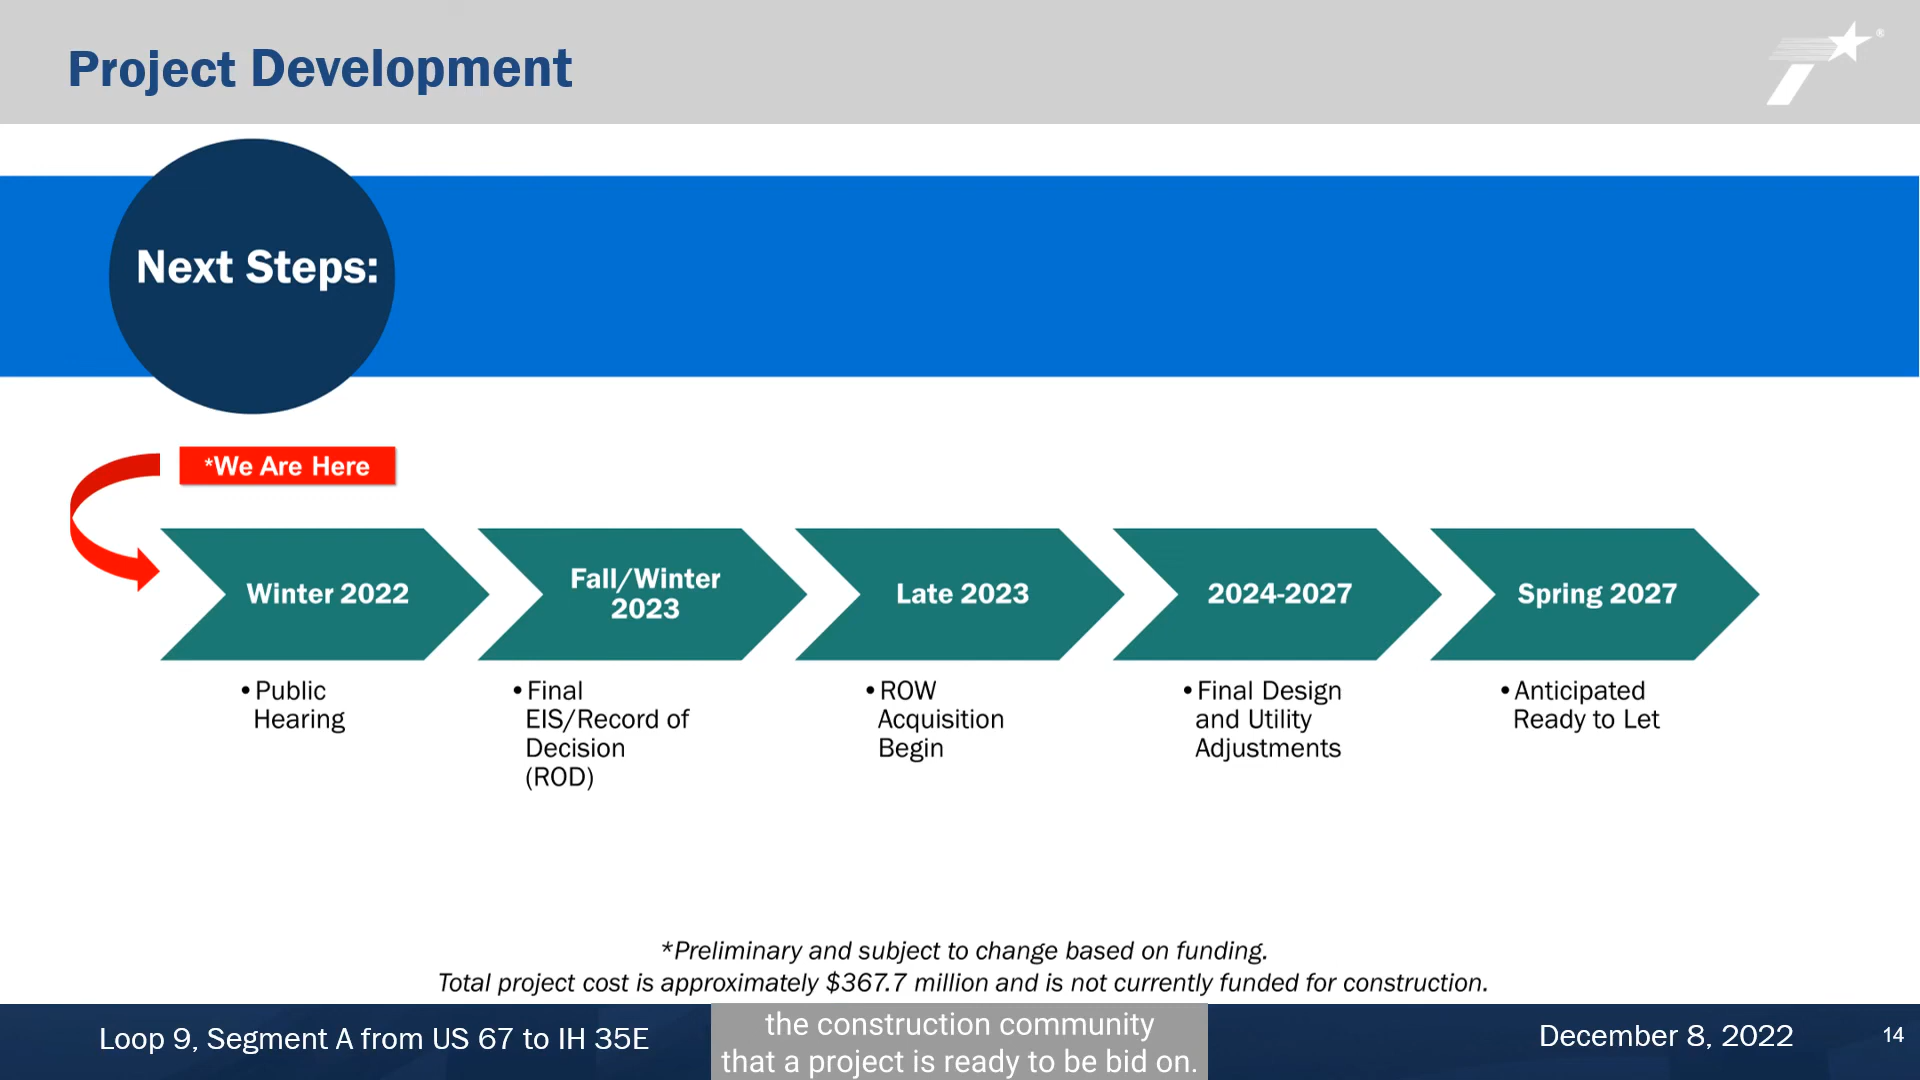 Project Development
®
Next Steps:
*We Are Here
Winter 2022
• Public
Hearing
Fall/Winter
2023
• Final
EIS/Record of
Decision
(ROD)
Late 2023
• ROW
Acquisition
Begin
2024-2027
• Final Design
and Utility
Adjustments
Spring 2027
• Anticipated
Ready to Let
*Preliminary and subject to change based on funding.
Total project cost is approximately $367.7 million and is not currently funded for construction.
Loop 9, Segment A from US 67 to IH 35E
the construction community
that a project is ready to be bid on.
December 8, 2022
14